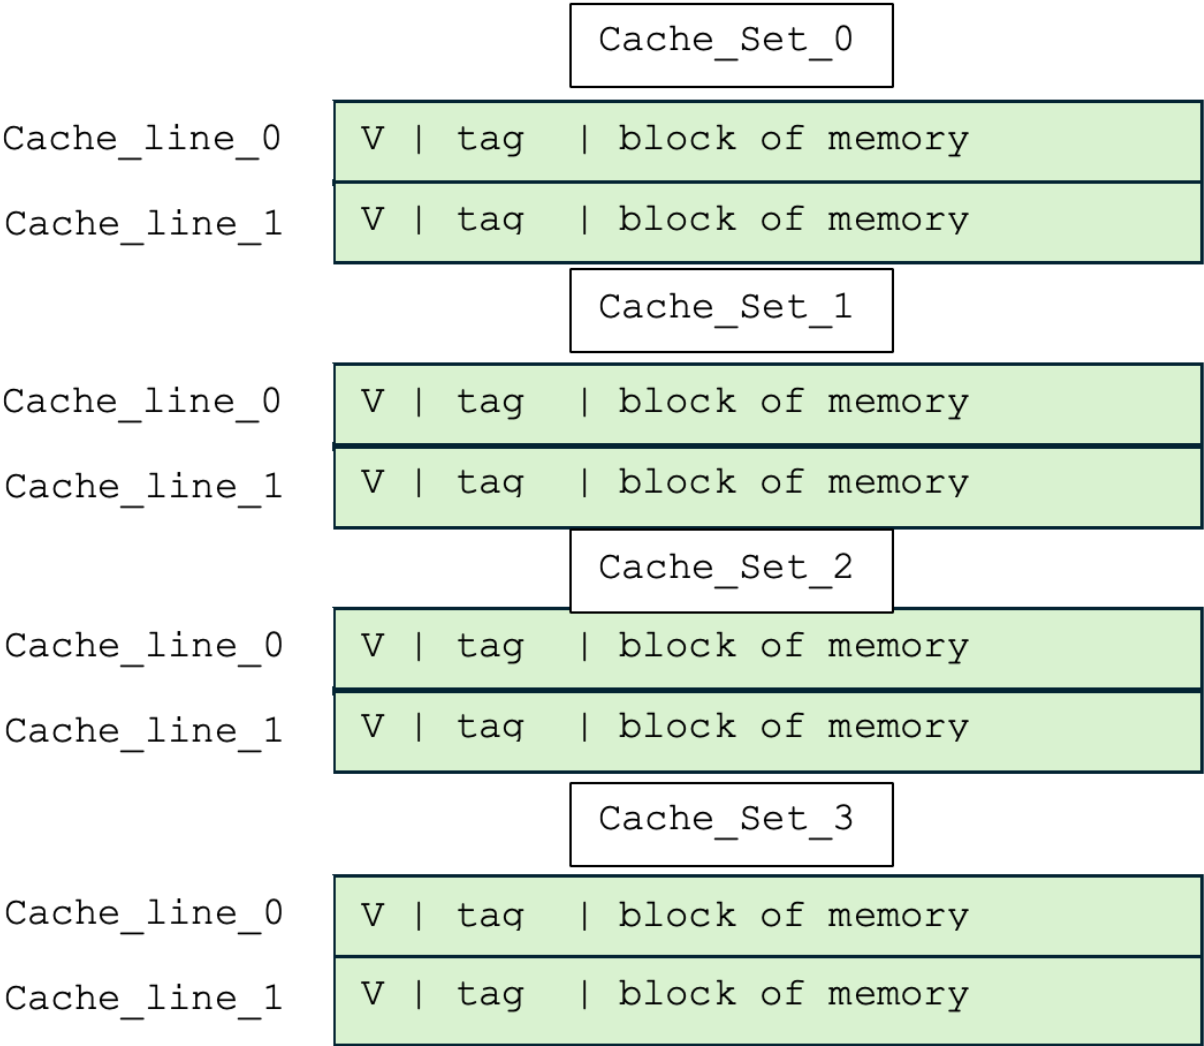 Cache_Set_0
Cache_line_0 V | tag | block of memory
Cache_line_1 V | tag | block of memory
Cache_Set_1
Cache_line_0 V | tag | block of memory
Cache_line_1 V | tag | block of memory
Cache_Set_2
Cache_line_0 V | tag | block of memory
Cache_line_1 V | tag | block of memory
Cache_Set_3
Cache_line_0 V | tag | block of memory
Cache_line_1 V | tag | block of memory